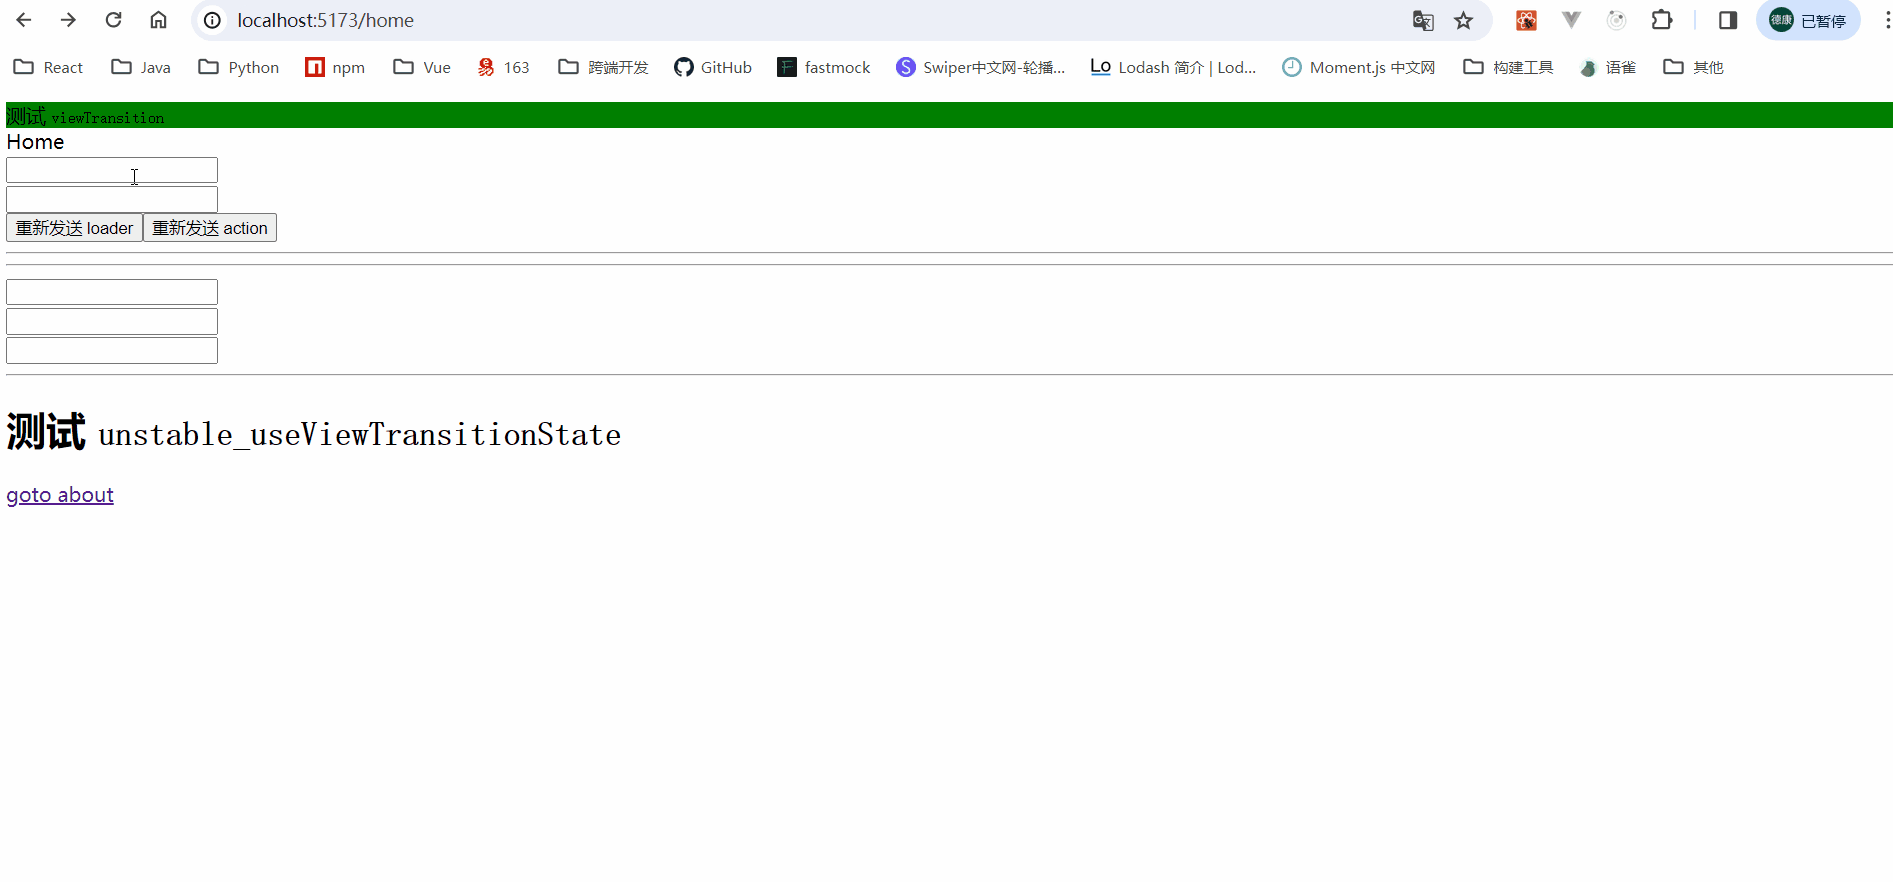 localhost:5173/home
德康 已暂停
React Java Python npm Vue 163 跨端开发 GitHub fastmock Swiper中文网-轮播... Lodash 简介 | Lod... Moment.js 中文网 构建工具 语雀 其他
测试 viewTransition
Home
重新发送 loader 重新发送 action
测试 unstable_useViewTransitionState
goto about